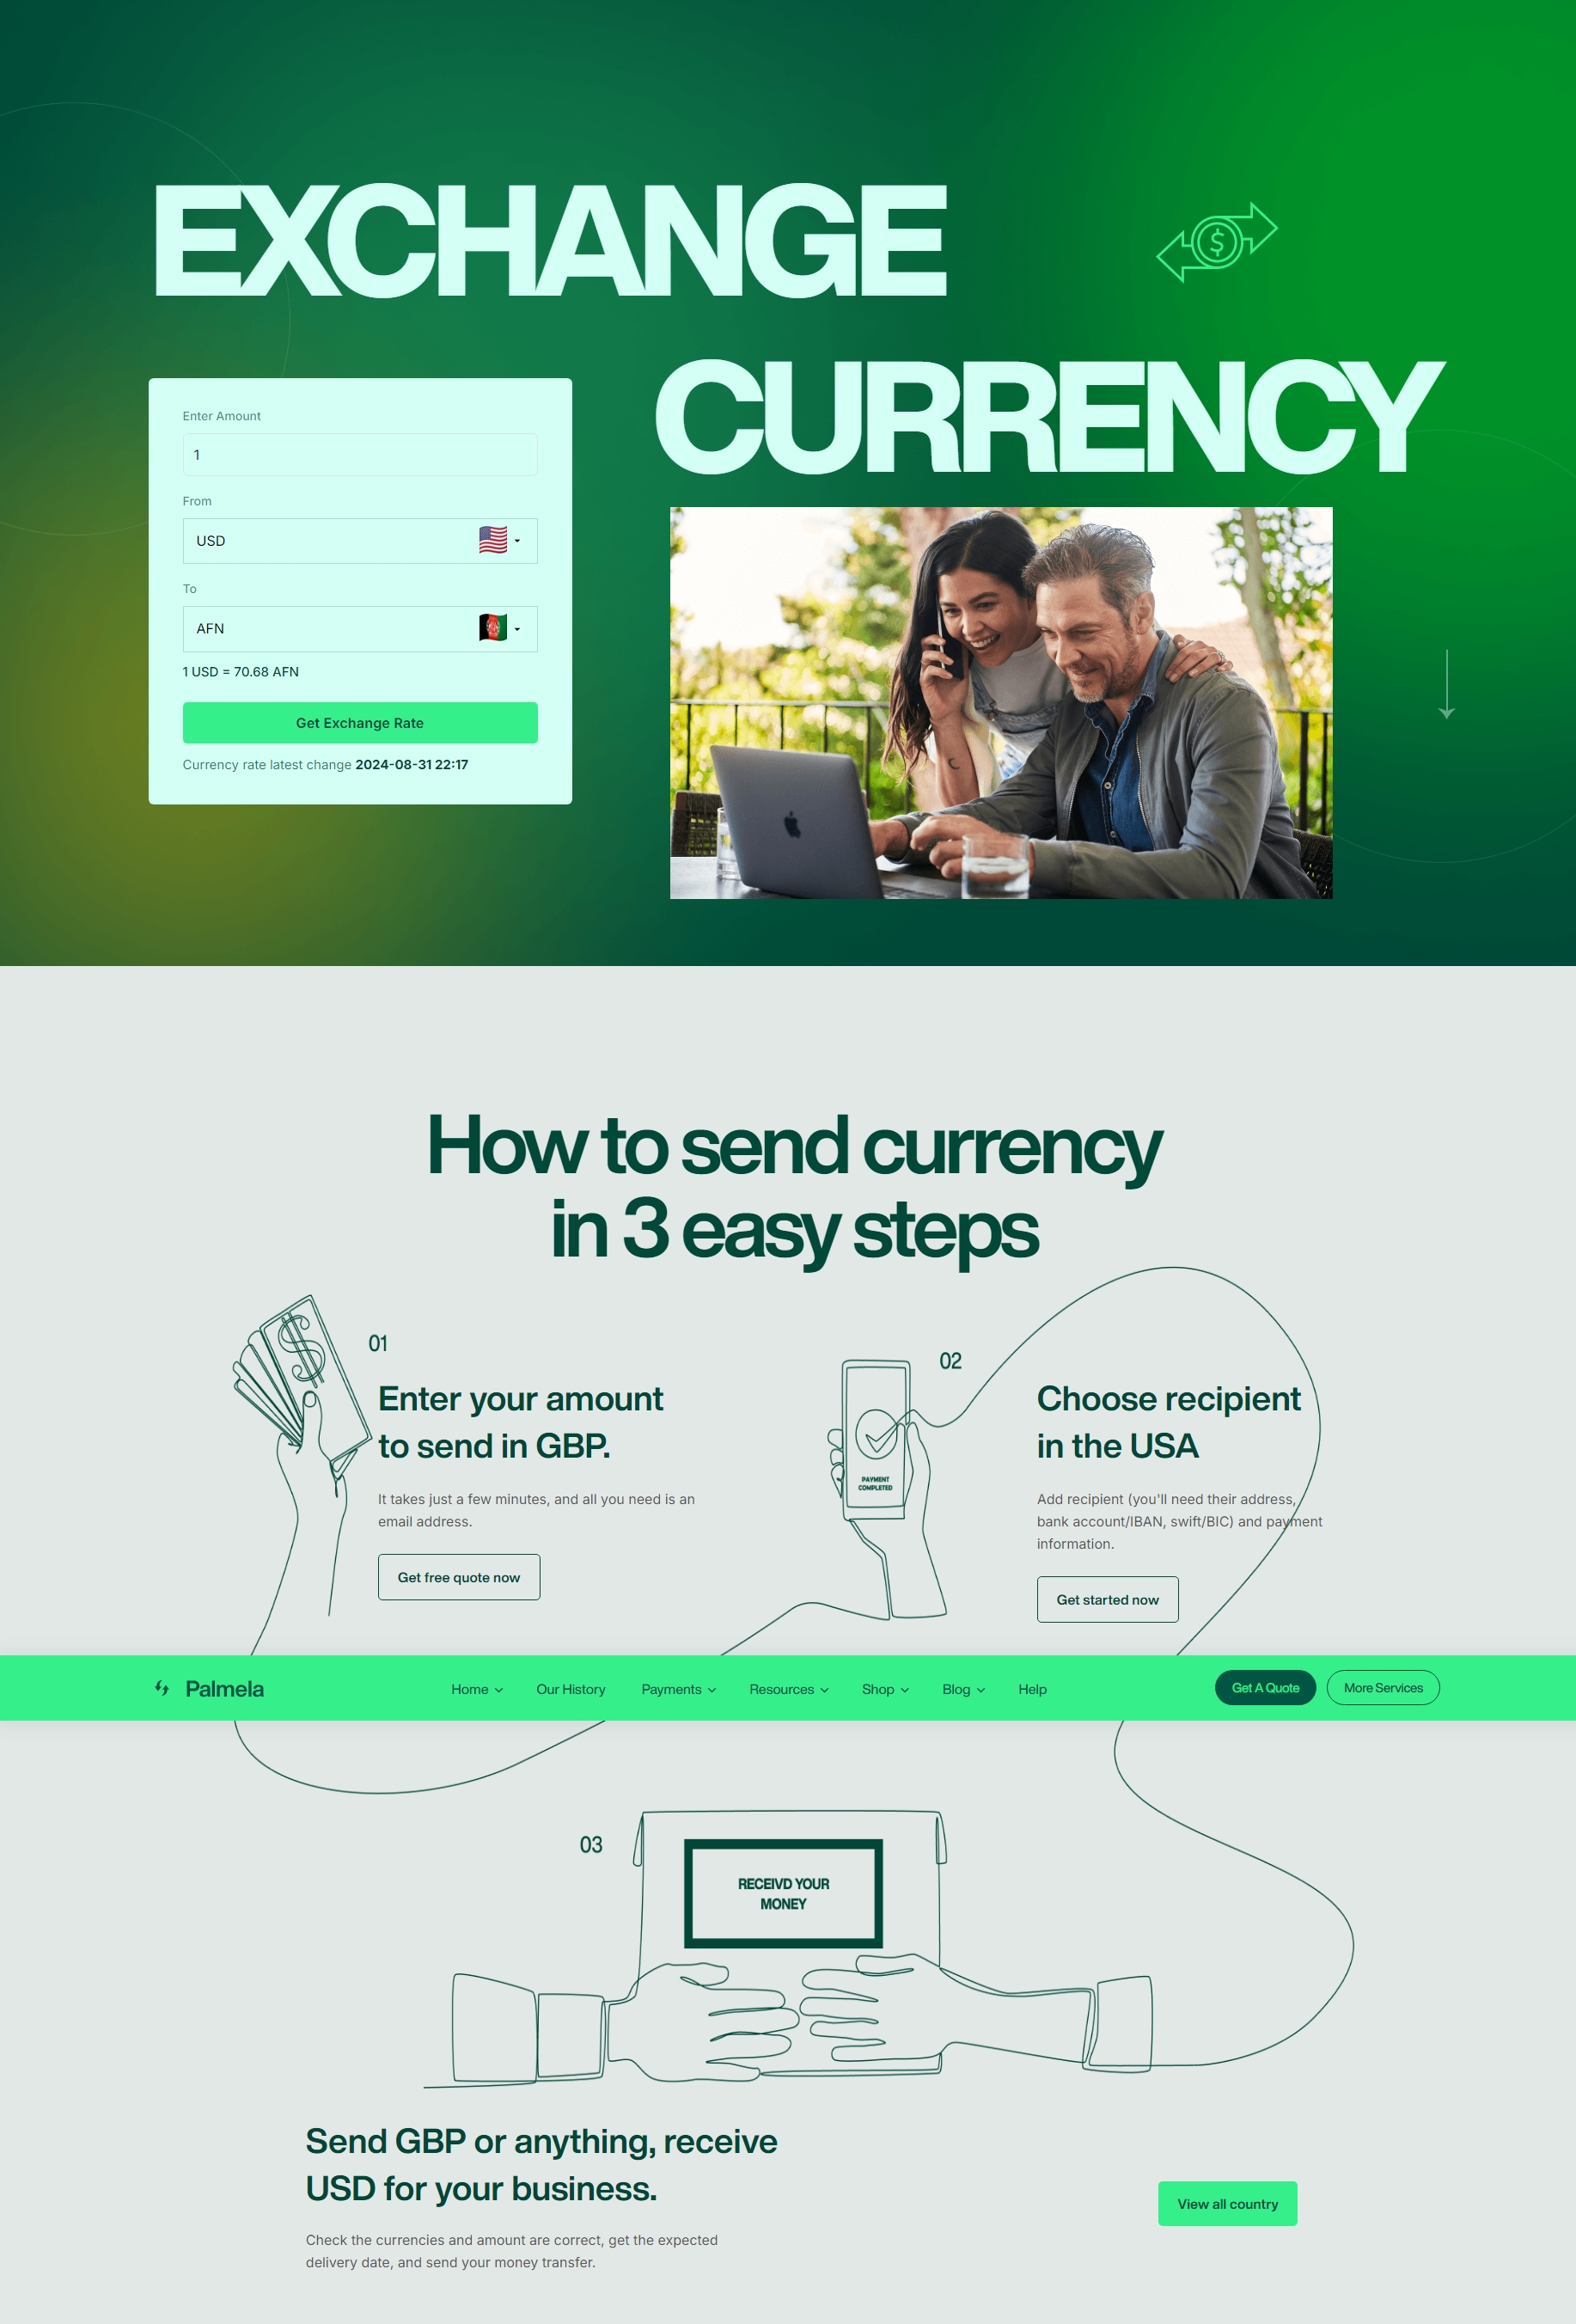 EXCHANGE
CURRENCY
Enter Amount
1
From
USD
To
AFN
1 USD = 70.68 AFN
Get Exchange Rate
Currency rate latest change 2024-08-31 22:17
How to send currency
in 3 easy steps
01
Enter your amount
to send in GBP.
It takes just a few minutes, and all you need is an
email address.
Get free quote now
02
PAYMENT
COMPLETED
Choose recipient
in the USA
Add recipient (you'll need their address,
bank account/IBAN, swift/BIC) and payment
information.
Get started now
Palmela
Home
Our History
Payments
Resources
Shop
Blog
Help
Get A Quote
More Services
03
RECEIVD YOUR
MONEY
Send GBP or anything, receive
USD for your business.
Check the currencies and amount are correct, get the expected
delivery date, and send your money transfer.
View all country